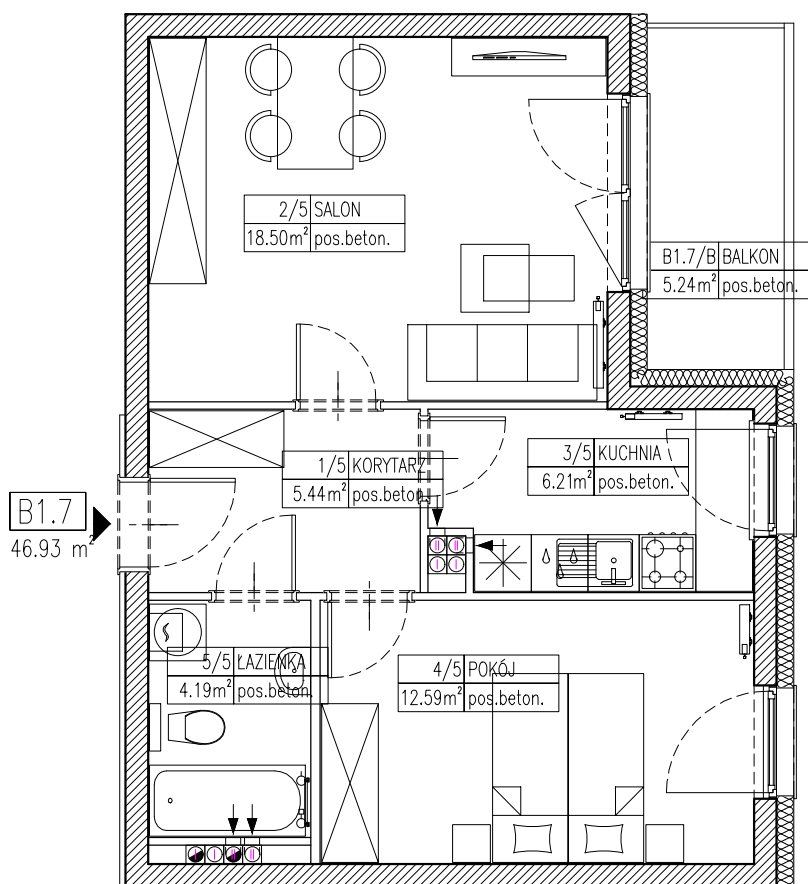 2/5 SALON
18.50m² pos.beton.
B1.7/B BALKON
5.24m² pos.beton.
1/5 KORYTARZ
5.44m² pos.beton.
3/5 KUCHNIA
6.21m² pos.beton.
B1.7
46.93 m²
5/5 ŁAZIENKA
4.19m² pos.beton.
4/5 POKÓJ
12.59m² pos.beton.